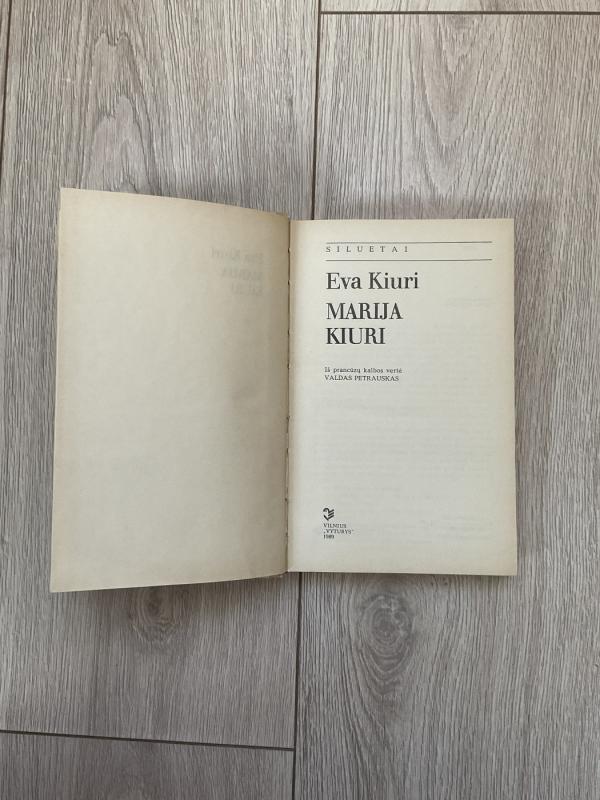 SILUETAI
Eva Kiuri
MARIJA
KIURI
Iš prancūzų kalbos vertė
VALDAS PETRAUSKAS
VILNIUS
„VYTURYS“
1989